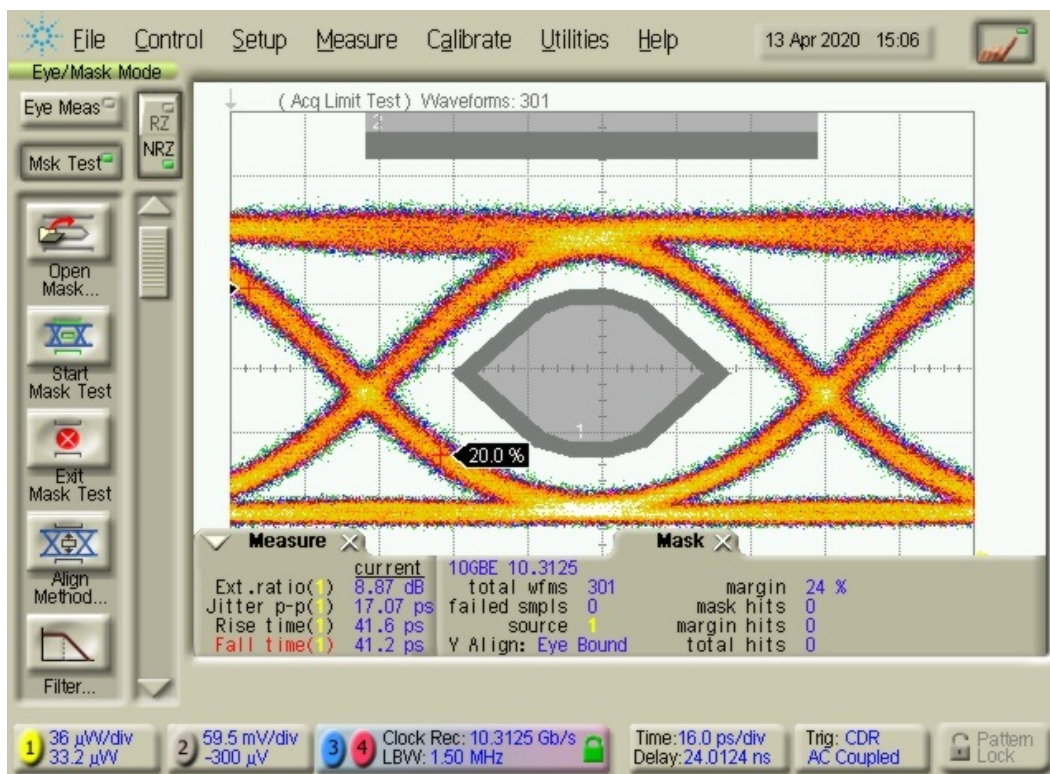 File Control Setup Measure Calibrate Utilities Help 13 Apr 2020 15:06
Eye/Mask Mode
Eye Meas
RZ
NRZ
Msk Test
Open
Mask...
Start
Mask Test
Exit
Mask Test
Align
Method...
Filter...
( Acq Limit Test ) Waveforms: 301
2
1
20.0 %
Measure
current
Ext.ratio(1) 8.87 dB
Jitter p-p(1) 17.07 ps
Rise time(1) 41.6 ps
Fall time(1) 41.2 ps
Mask
10GBE 10.3125
total wfms 301 margin 24 %
failed smpls 0 mask hits 0
source 1 margin hits 0
Y Align: Eye Bound total hits 0
1 36 µW/div
33.2 µW
2 59.5 mV/div
-300 µV
3 4 Clock Rec: 10.3125 Gb/s
LBW: 1.50 MHz
Time:16.0 ps/div
Delay:24.0124 ns
Trig: CDR
AC Coupled
Pattern
Lock